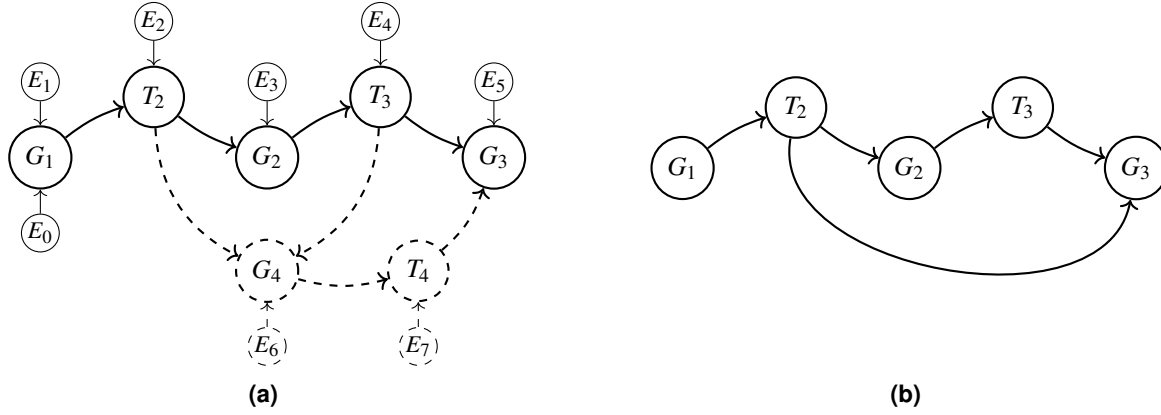 E2 E4
E1 T2 E3 T3 E5
G1 G2 G3
E0
G4 T4
E6 E7
(a)
T2 T3
G1 G2 G3
(b)